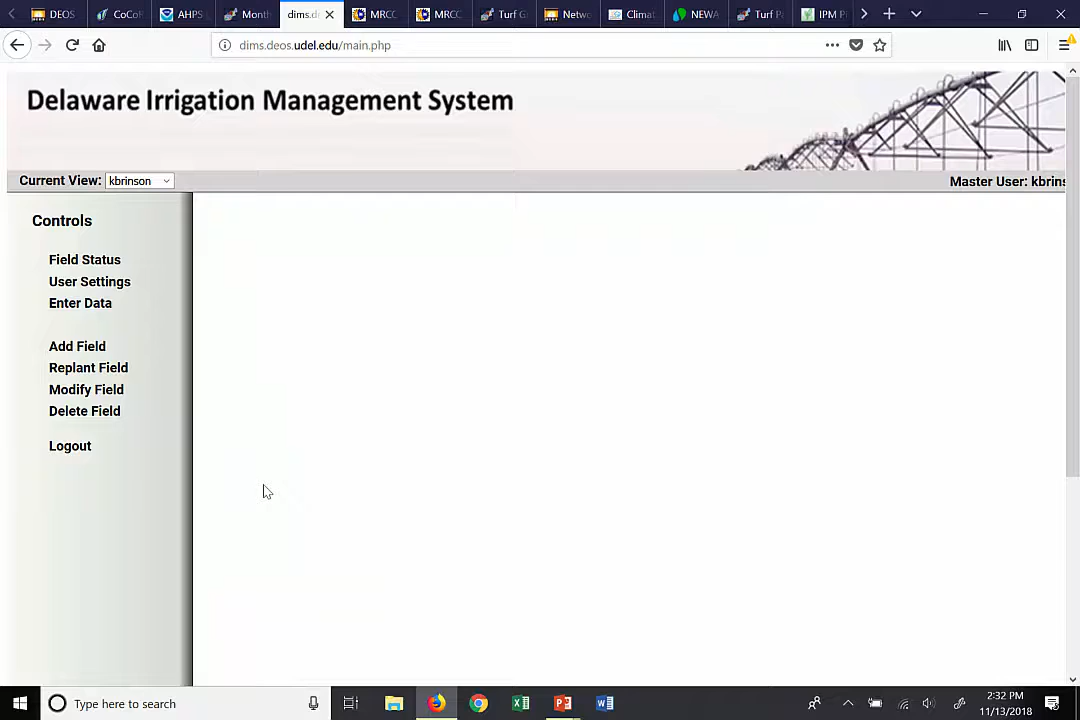 DEOS
CoCoR
AHPS
Month
dims.de
MRCC
MRCC
Turf G
Netwo
Climat
NEWA
Turf P
IPM P
dims.deos.udel.edu/main.php
Delaware Irrigation Management System
Current View: kbrinson
Master User: kbrins
Controls
Field Status
User Settings
Enter Data
Add Field
Replant Field
Modify Field
Delete Field
Logout
Type here to search
2:32 PM
11/13/2018